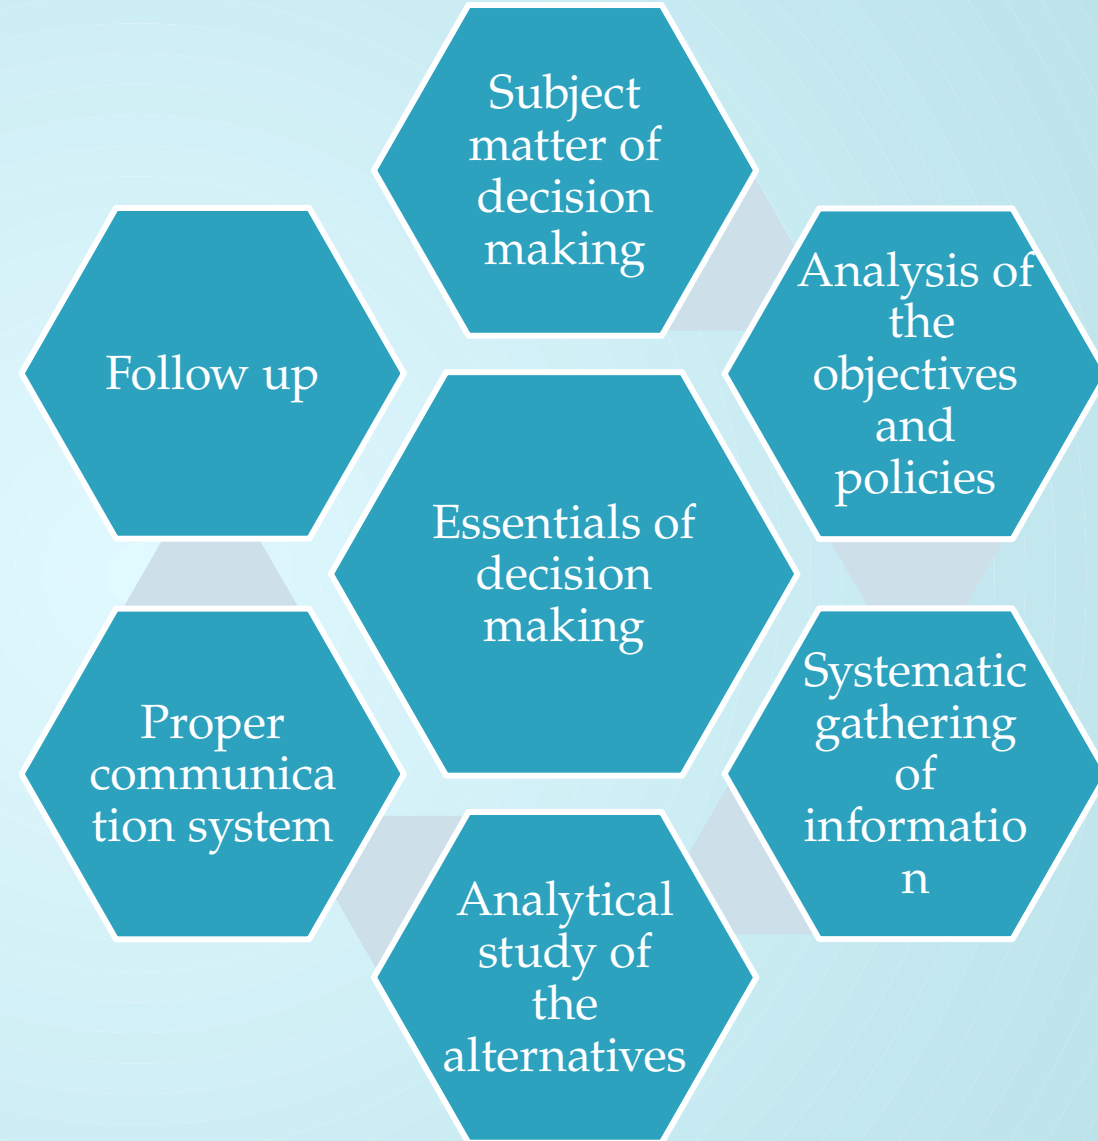 Subject
matter of
decision
making
Analysis of
the
objectives
and
policies
Systematic
gathering
of
informatio
n
Analytical
study of
the
alternatives
Proper
communica
tion system
Follow up
Essentials of
decision
making